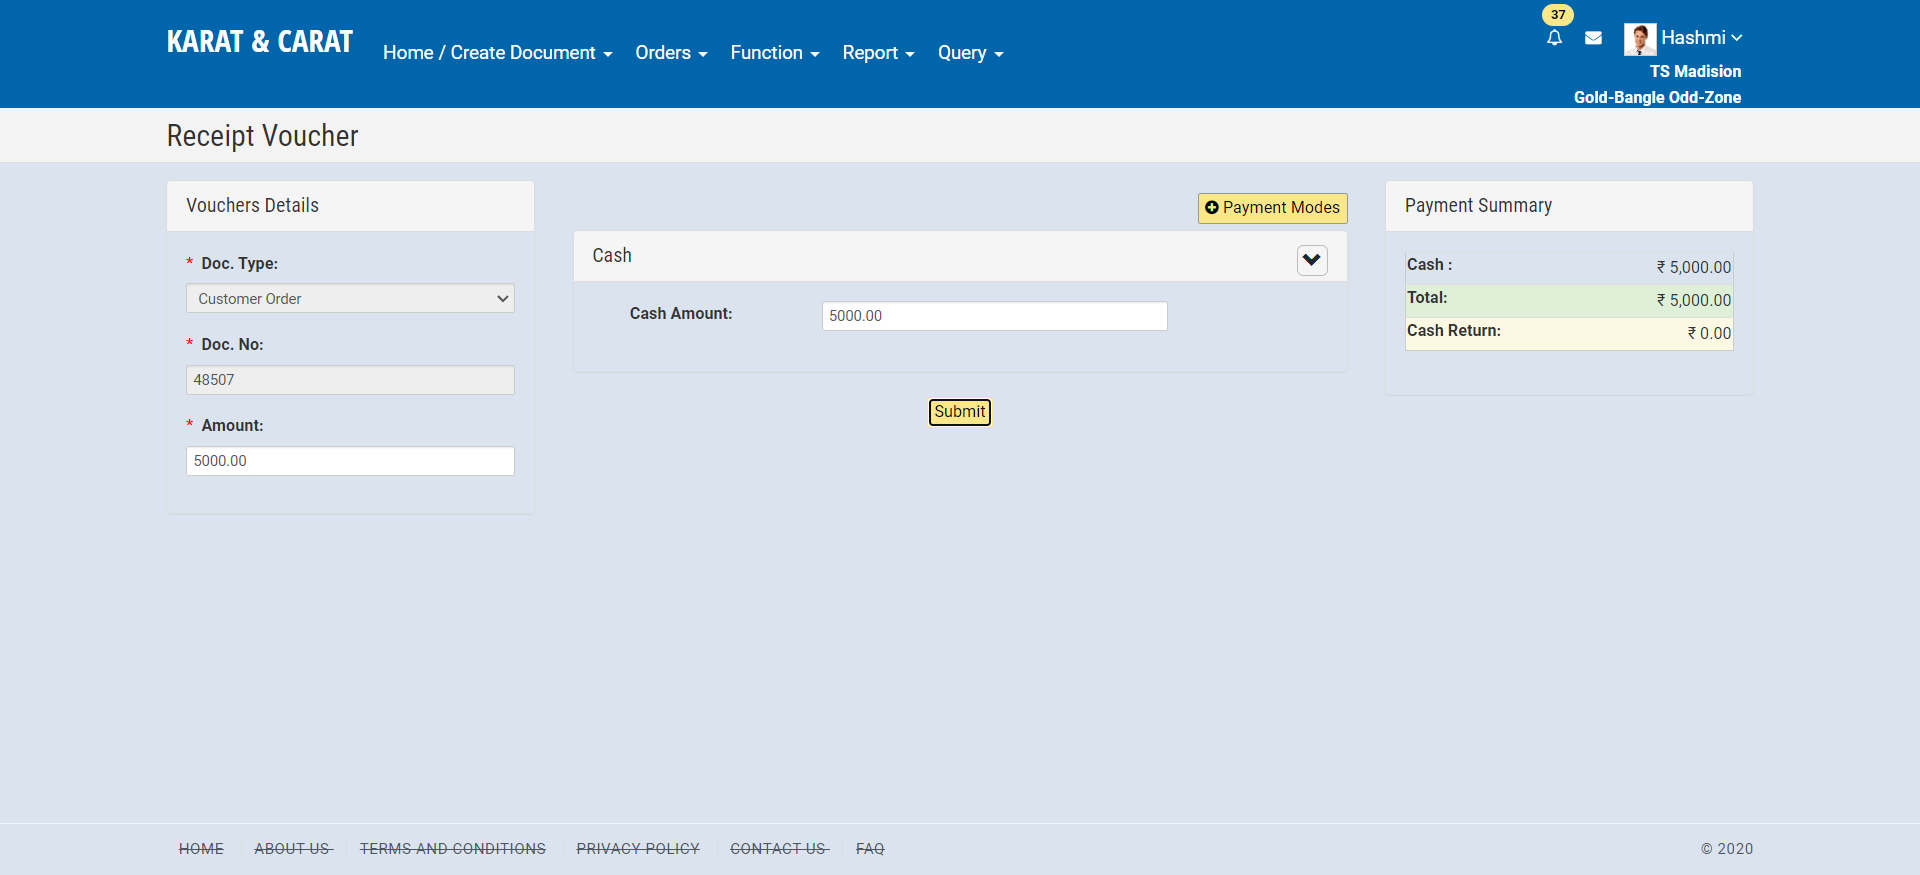 37
KARAT & CARAT
Home / Create Document
Orders
Function
Report
Query
Hashmi
TS Madision
Gold-Bangle Odd-Zone
Receipt Voucher
Vouchers Details
* Doc. Type:
Customer Order
* Doc. No:
48507
* Amount:
5000.00
Payment Modes
Cash
Cash Amount:
5000.00
Submit
Payment Summary
Cash : ₹ 5,000.00
Total: ₹ 5,000.00
Cash Return: ₹ 0.00
HOME
ABOUT US
TERMS AND CONDITIONS
PRIVACY POLICY
CONTACT US
FAQ
© 2020